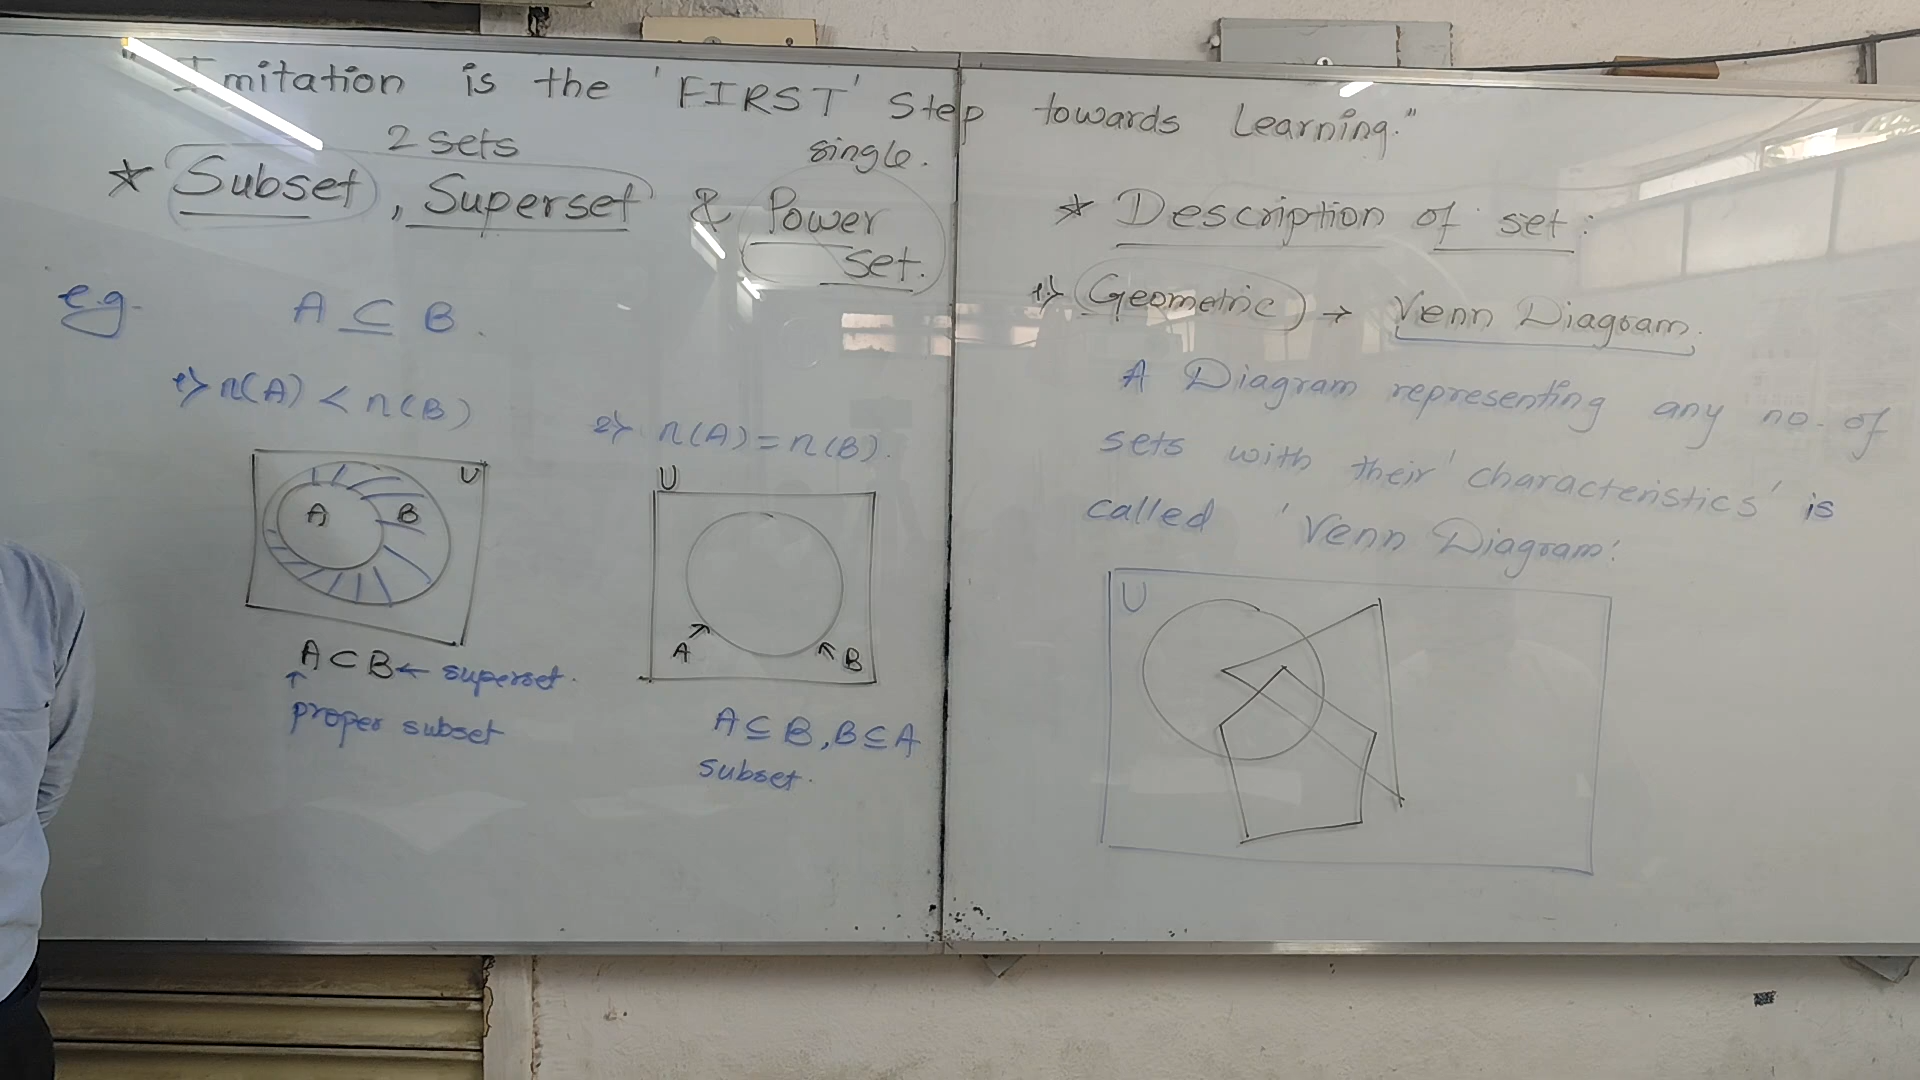 " Imitation is the 'FIRST' Step towards Learning."
2 sets single.
* Subset, Superset & Power set.
e.g. A ⊆ B.
1> n(A) < n(B)
U
A B
A ⊂ B ← superset.
↑
proper subset
2> n(A) = n(B).
U
A B
A ⊆ B, B ⊆ A
subset.
* Description of set:
1> Geometric → Venn Diagram.
A Diagram representing any no. of
sets with their 'characteristics' is
called 'Venn Diagram'.
U